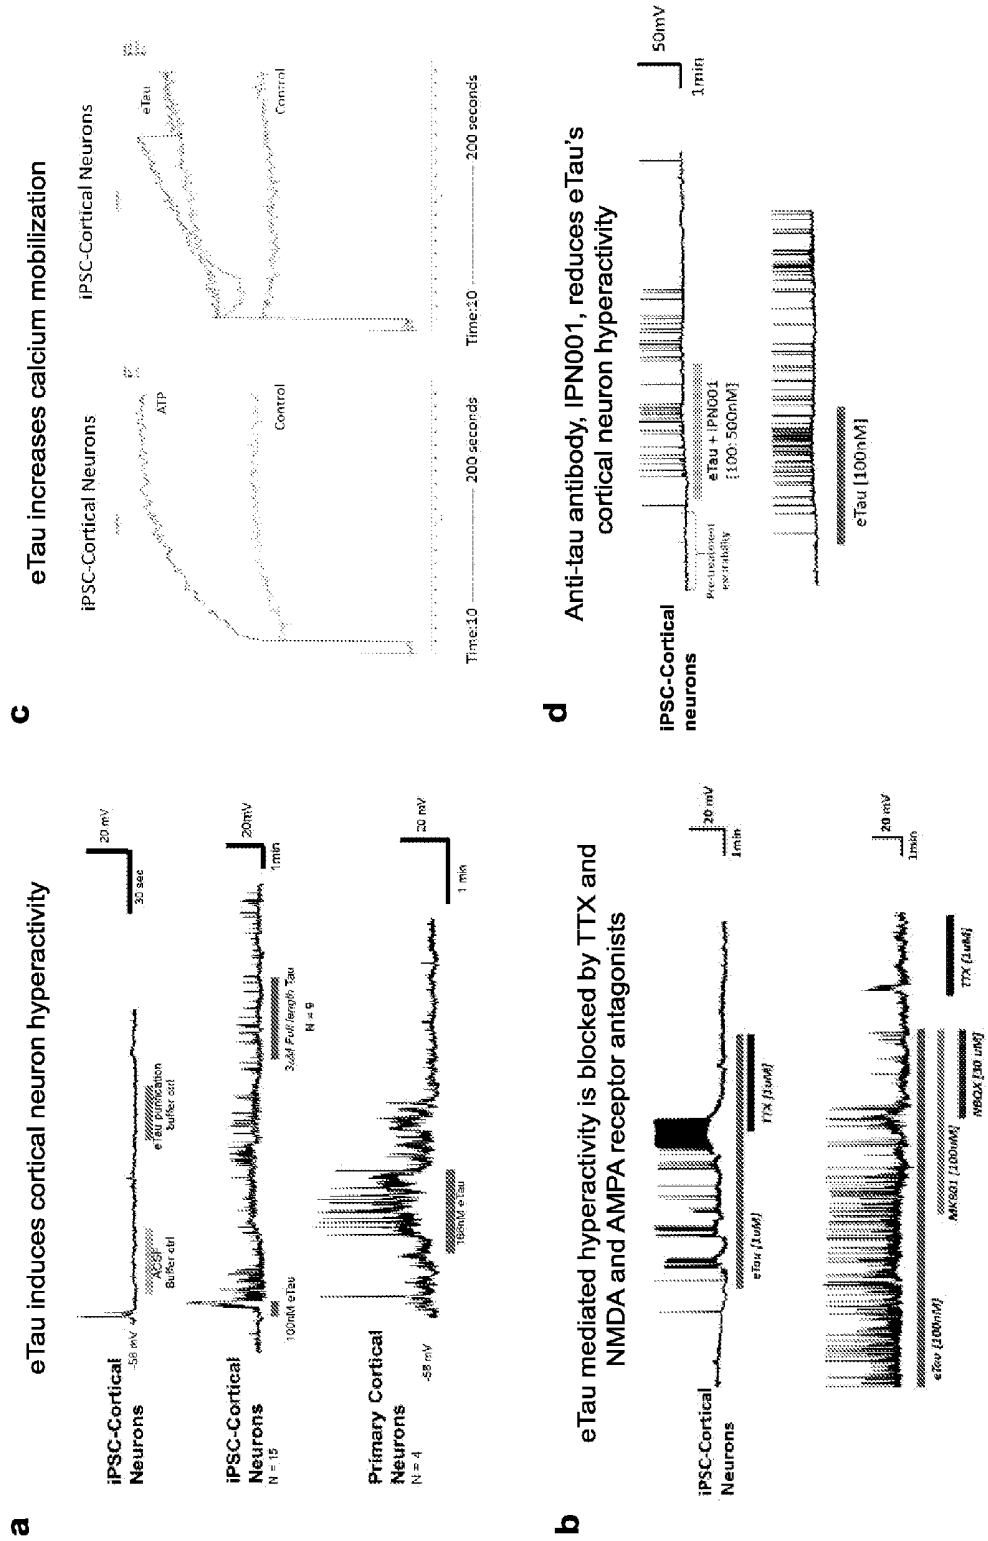 a
eTau induces cortical neuron hyperactivity
iPSC-Cortical
Neurons
-58 mV
ACSF
Buffer ctrl
eTau purification
buffer ctrl
20 mV
30 sec
iPSC-Cortical
Neurons
N = 15
100nM eTau
Full length Tau
N = 9
20mV
1min
Primary Cortical
Neurons
N = 4
-58 mV
eTau
20 mV
1 min
b
eTau mediated hyperactivity is blocked by TTX and
NMDA and AMPA receptor antagonists
iPSC-Cortical
Neurons
eTau [1uM]
TTX [1uM]
20 mV
1min
eTau [100nM]
MK801 [100uM]
NBQX [30 uM]
TTX [1uM]
20 mV
1min
c
eTau increases calcium mobilization
iPSC-Cortical Neurons
ATP
Control
Time:10 200 seconds
iPSC-Cortical Neurons
eTau
Control
Time:10 200 seconds
d
Anti-tau antibody, IPN001, reduces eTau's
cortical neuron hyperactivity
iPSC-Cortical
neurons
Pre-treatment
excitability
eTau + IPN001
[100: 500nM]
50mV
1min
eTau [100nM]